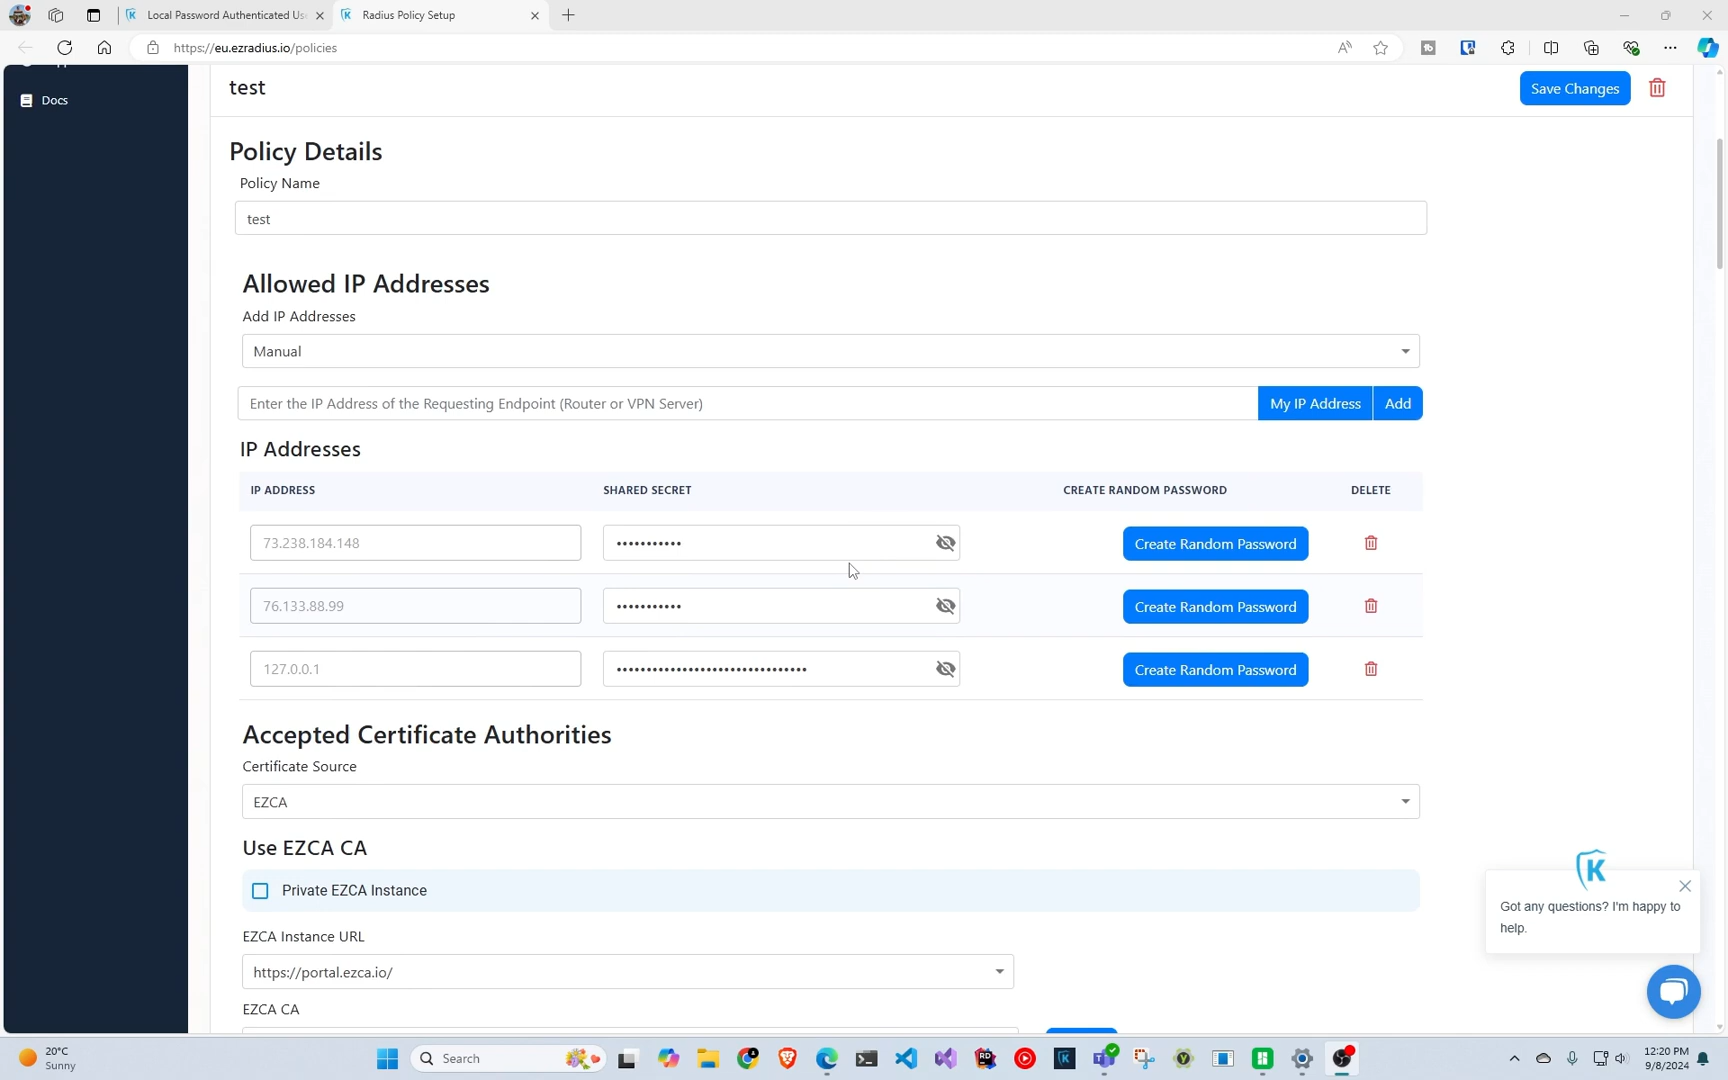 Local Password Authenticated Us
Radius Policy Setup
https://eu.ezradius.io/policies
Docs
test
Save Changes
Policy Details
Policy Name
test
Allowed IP Addresses
Add IP Addresses
Manual
Enter the IP Address of the Requesting Endpoint (Router or VPN Server)
My IP Address
Add
IP Addresses
IP ADDRESS SHARED SECRET CREATE RANDOM PASSWORD DELETE
73.238.184.148 ••••••••••• Create Random Password
76.133.88.99 ••••••••••• Create Random Password
127.0.0.1 •••••••••••••••••••••••••••••••• Create Random Password
Accepted Certificate Authorities
Certificate Source
EZCA
Use EZCA CA
Private EZCA Instance
EZCA Instance URL
https://portal.ezca.io/
EZCA CA
Got any questions? I'm happy to
help.
20°C
Sunny
Search
12:20 PM
9/8/2024